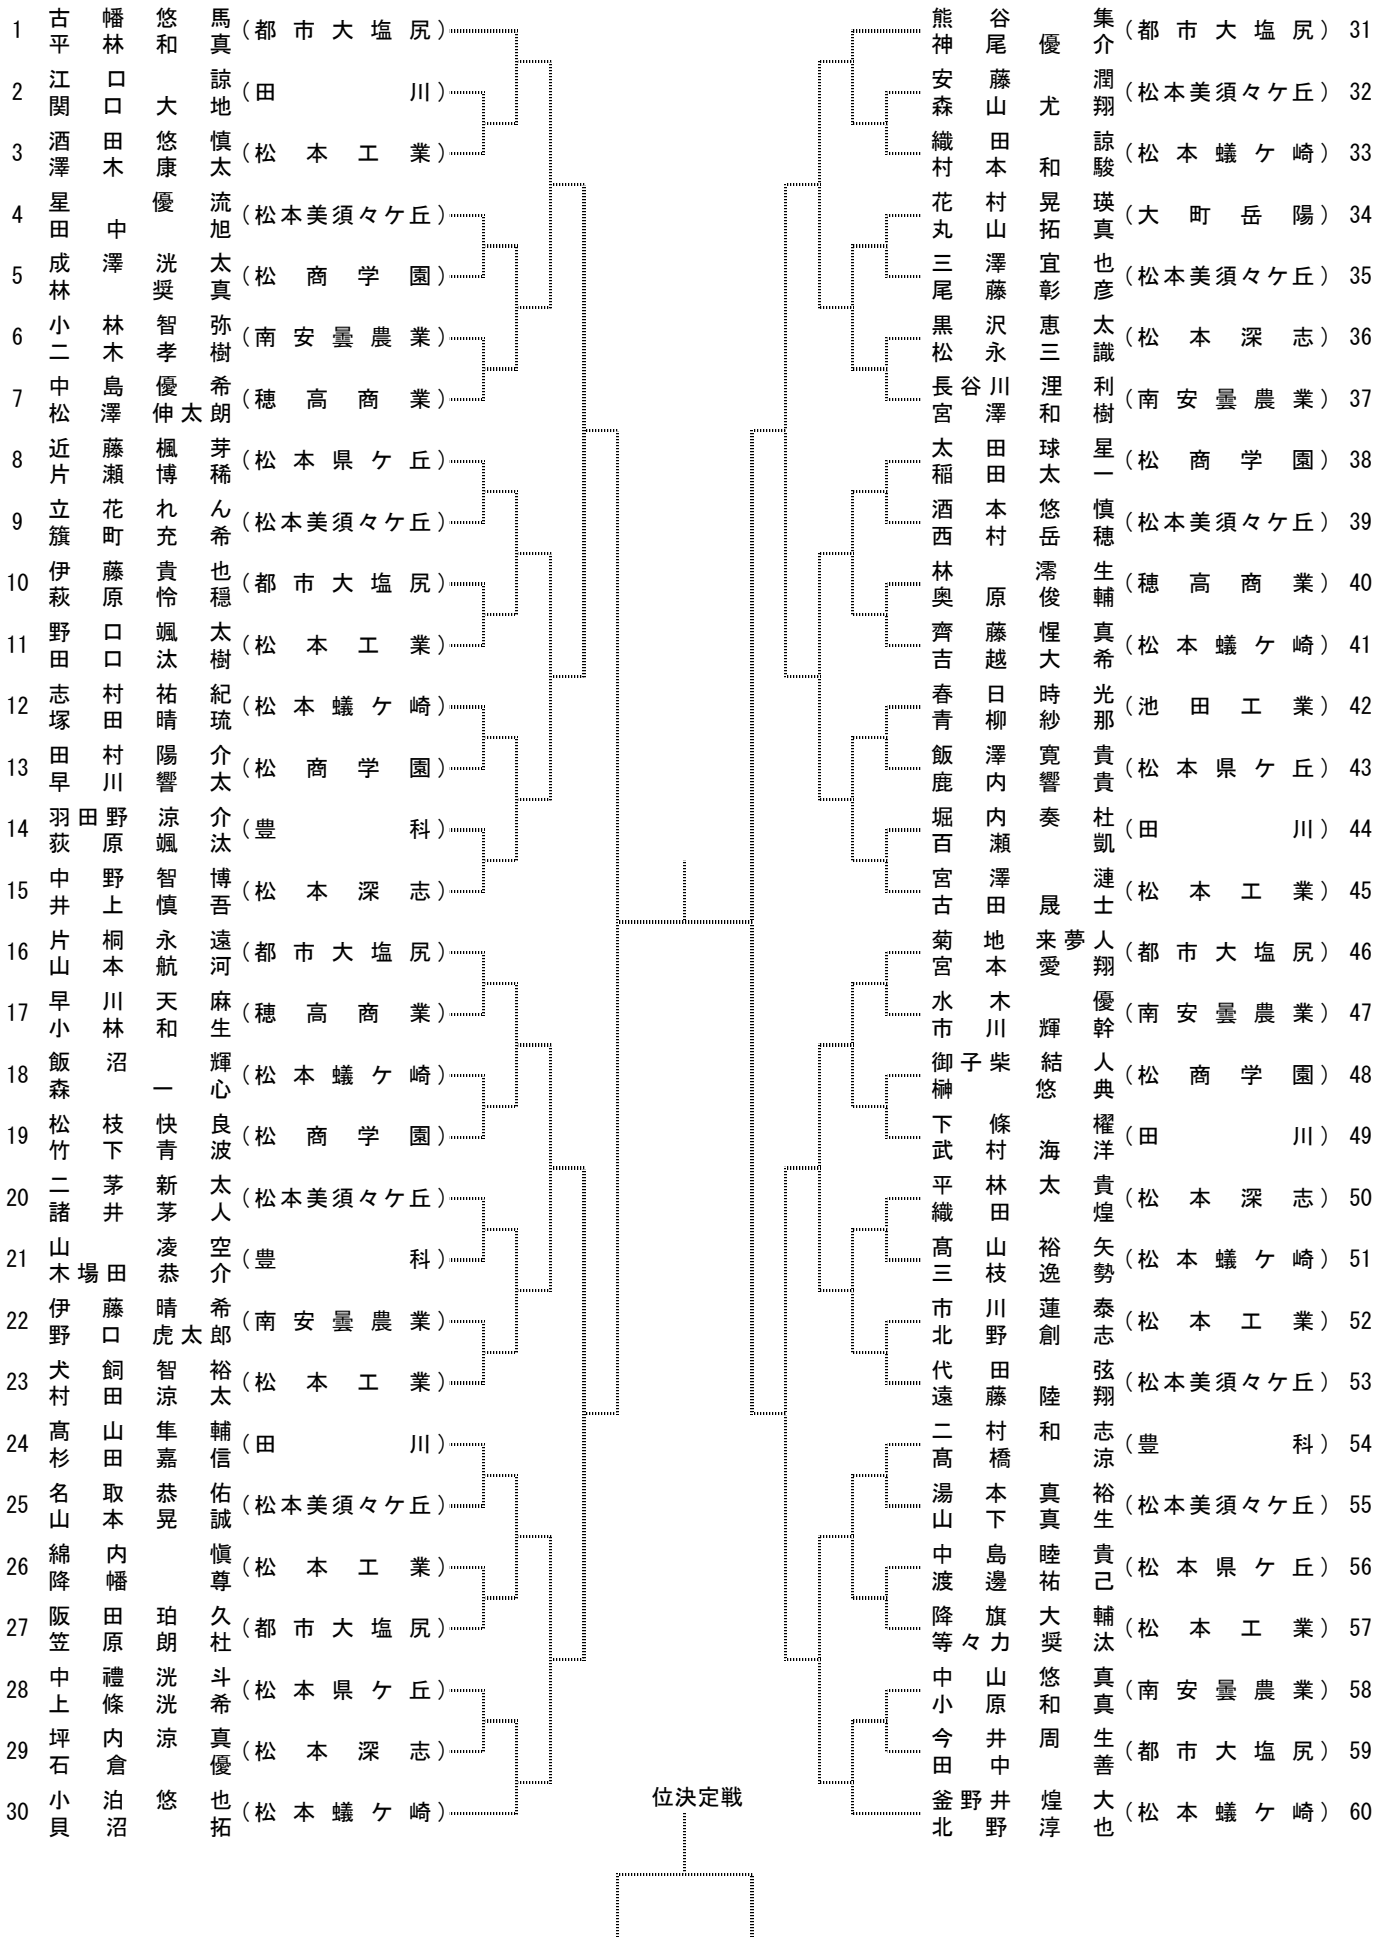 1 古幡悠馬 平林和真 (都市大塩尻)
2 江口諒 関口大地 (田川)
3 酒田悠慎 澤木康太 (松本工業)
4 星優流 田中旭 (松本美須々ケ丘)
5 成澤洸太 林奨真 (松商学園)
6 小林智弥 二木孝樹 (南安曇農業)
7 中島優希 松澤伸太朗 (穂高商業)
8 近藤楓芽 片瀬博稀 (松本県ケ丘)
9 立花れん 籏町充希 (松本美須々ケ丘)
10 伊藤貴也 萩原怜穏 (都市大塩尻)
11 野口颯太 田口汰樹 (松本工業)
12 志村祐紀 塚田晴琉 (松本蟻ケ崎)
13 田村陽介 早川響太 (松商学園)
14 羽田野涼介 荻原颯汰 (豊科)
15 中野智博 井上慎吾 (松本深志)
16 片桐永遠 山本航河 (都市大塩尻)
17 早川天麻 小林和生 (穂高商業)
18 飯沼輝 森一心 (松本蟻ケ崎)
19 松枝快良 竹下青波 (松商学園)
20 二茅新太 諸井茅人 (松本美須々ケ丘)
21 山凌空 木場田恭介 (豊科)
22 伊藤晴希 野口虎太郎 (南安曇農業)
23 犬飼智裕 村田涼太 (松本工業)
24 髙山隼輔 杉田嘉信 (田川)
25 名取恭佑 山本晃誠 (松本美須々ケ丘)
26 綿内愼 降幡尊 (松本工業)
27 阪田珀久 笠原朗杜 (都市大塩尻)
28 中禮洸斗 上條洸希 (松本県ケ丘)
29 坪内涼真 石倉優 (松本深志)
30 小泊悠也 貝沼拓 (松本蟻ケ崎)
熊谷集 神尾優介 (都市大塩尻) 31
安藤潤 森山尤翔 (松本美須々ケ丘) 32
織田諒 村本和駿 (松本蟻ケ崎) 33
花村晃瑛 丸山拓真 (大町岳陽) 34
三澤宜也 尾藤彰彦 (松本美須々ケ丘) 35
黒沢恵太 松永三識 (松本深志) 36
長谷川浬利 宮澤和樹 (南安曇農業) 37
太田球星 稲田太一 (松商学園) 38
酒本悠慎 西村岳穂 (松本美須々ケ丘) 39
林澪生 奥原俊輔 (穂高商業) 40
齊藤惺真 吉越大希 (松本蟻ケ崎) 41
春日時光 青柳紗那 (池田工業) 42
飯澤寛貴 鹿内響貴 (松本県ケ丘) 43
堀内奏杜 百瀬凱 (田川) 44
宮澤漣 古田晟士 (松本工業) 45
菊地来夢人 宮本愛翔 (都市大塩尻) 46
水木優 市川輝幹 (南安曇農業) 47
御子柴結人 榊悠典 (松商学園) 48
下條櫂 武村海洋 (田川) 49
平林太貴 織田煌 (松本深志) 50
髙山裕矢 三枝逸勢 (松本蟻ケ崎) 51
市川蓮泰 北野創志 (松本工業) 52
代田弦 遠藤陸翔 (松本美須々ケ丘) 53
二村和志 髙橋涼 (豊科) 54
湯本真裕 山下真生 (松本美須々ケ丘) 55
中島睦貴 渡邊祐己 (松本県ケ丘) 56
降旗大輔 等々力奨汰 (松本工業) 57
中山悠真 小原和真 (南安曇農業) 58
今井周生 田中善 (都市大塩尻) 59
釜野井煌大 北野淳也 (松本蟻ケ崎) 60
位決定戦